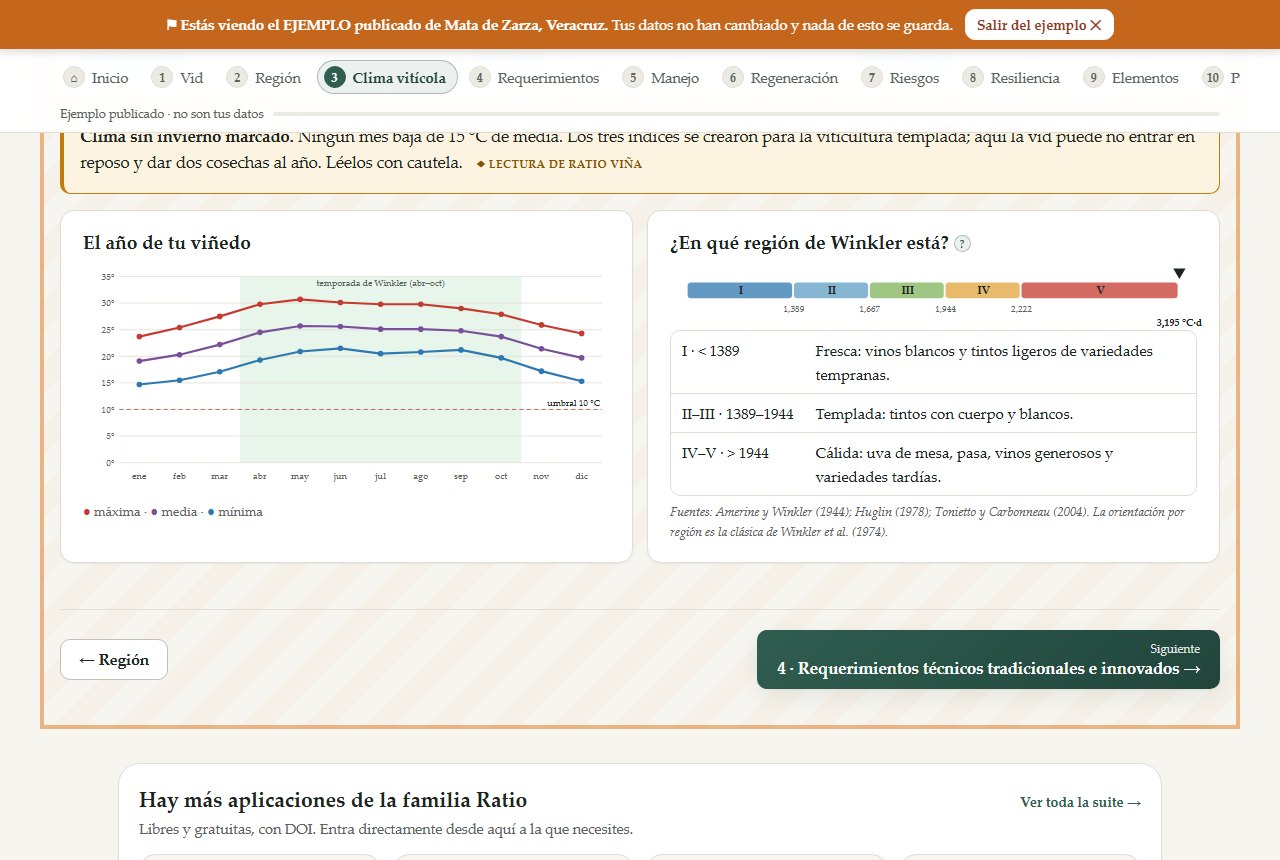 ⚑ Estás viendo el EJEMPLO publicado de Mata de Zarza, Veracruz. Tus datos no han cambiado y nada de esto se guarda. Salir del ejemplo ✕
⌂ Inicio 1 Vid 2 Región 3 Clima vitícola 4 Requerimientos 5 Manejo 6 Regeneración 7 Riesgos 8 Resiliencia 9 Elementos 10 P
Ejemplo publicado · no son tus datos
Clima sin invierno marcado. Ningún mes baja de 15 °C de media. Los tres índices se crearon para la viticultura templada; aquí la vid puede no entrar en
reposo y dar dos cosechas al año. Léelos con cautela. ◆ LECTURA DE RATIO VIÑA
El año de tu viñedo
35°
temporada de Winkler (abr–oct)
30°
25°
20°
15°
umbral 10 °C
10°
5°
0°
ene feb mar abr may jun jul ago sep oct nov dic
● máxima · ● media · ● mínima
¿En qué región de Winkler está? ?
▼
I II III IV V
1,389 1,667 1,944 2,222
3,195 °C·d
I · < 1389 Fresca: vinos blancos y tintos ligeros de variedades
tempranas.
II–III · 1389–1944 Templada: tintos con cuerpo y blancos.
IV–V · > 1944 Cálida: uva de mesa, pasa, vinos generosos y
variedades tardías.
Fuentes: Amerine y Winkler (1944); Huglin (1978); Tonietto y Carbonneau (2004). La orientación por
región es la clásica de Winkler et al. (1974).
← Región
Siguiente
4 · Requerimientos técnicos tradicionales e innovados →
Hay más aplicaciones de la familia Ratio
Ver toda la suite →
Libres y gratuitas, con DOI. Entra directamente desde aquí a la que necesites.